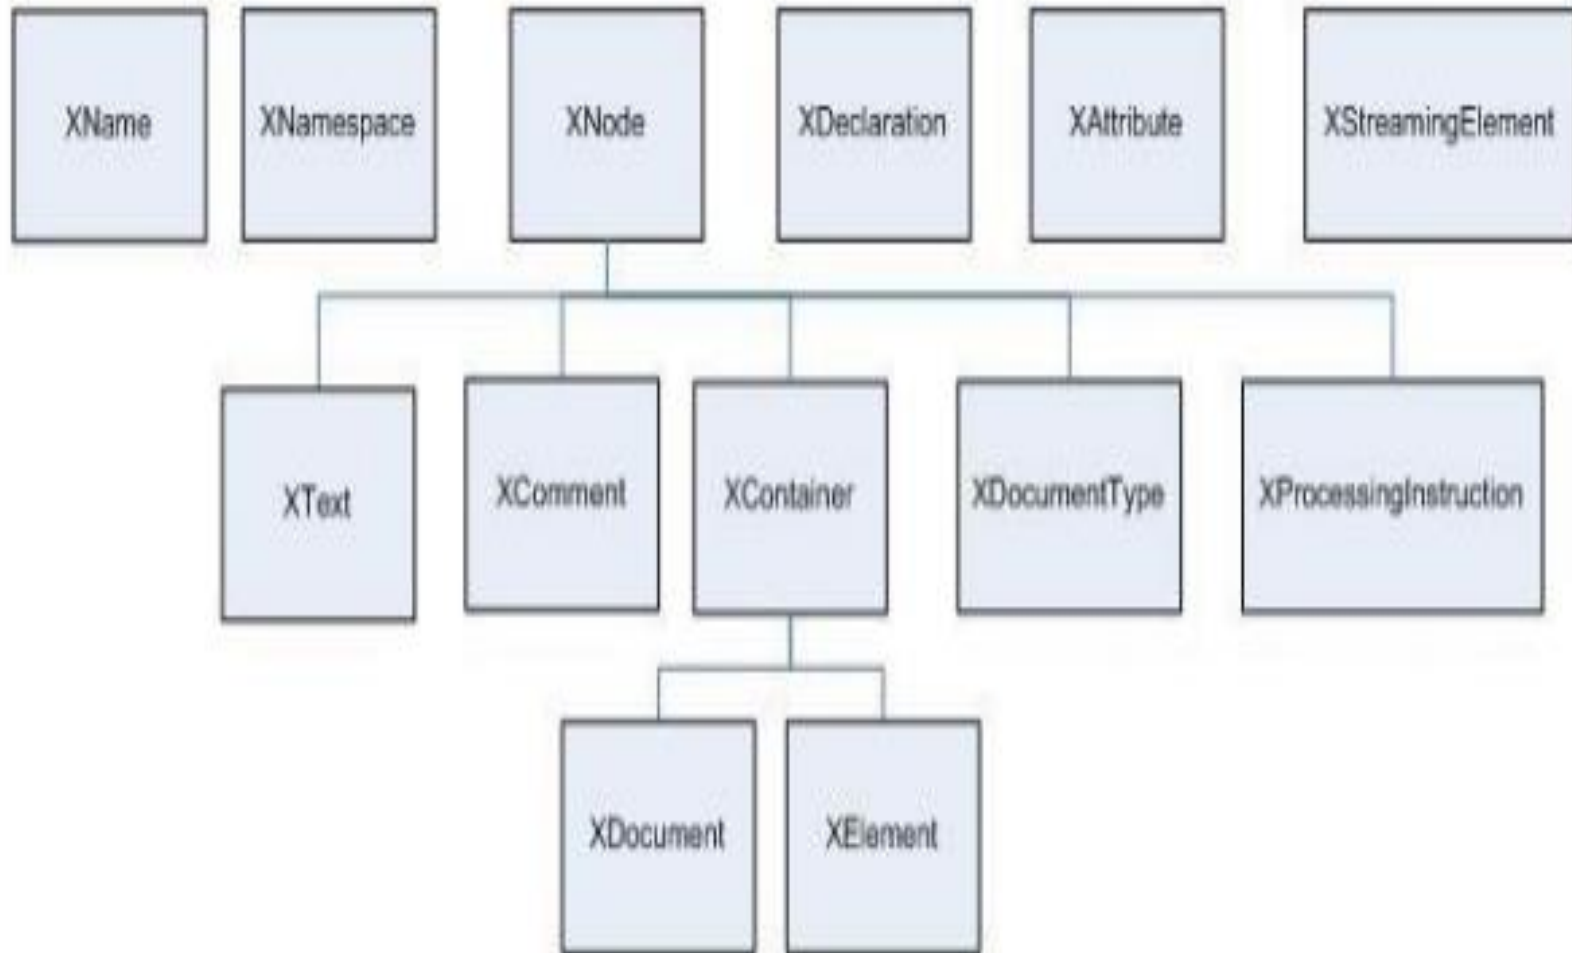 XName
XNamespace
XNode
XDeclaration
XAttribute
XStreamingElement
XText
XComment
XContainer
XDocumentType
XProcessingInstruction
XDocument
XElement